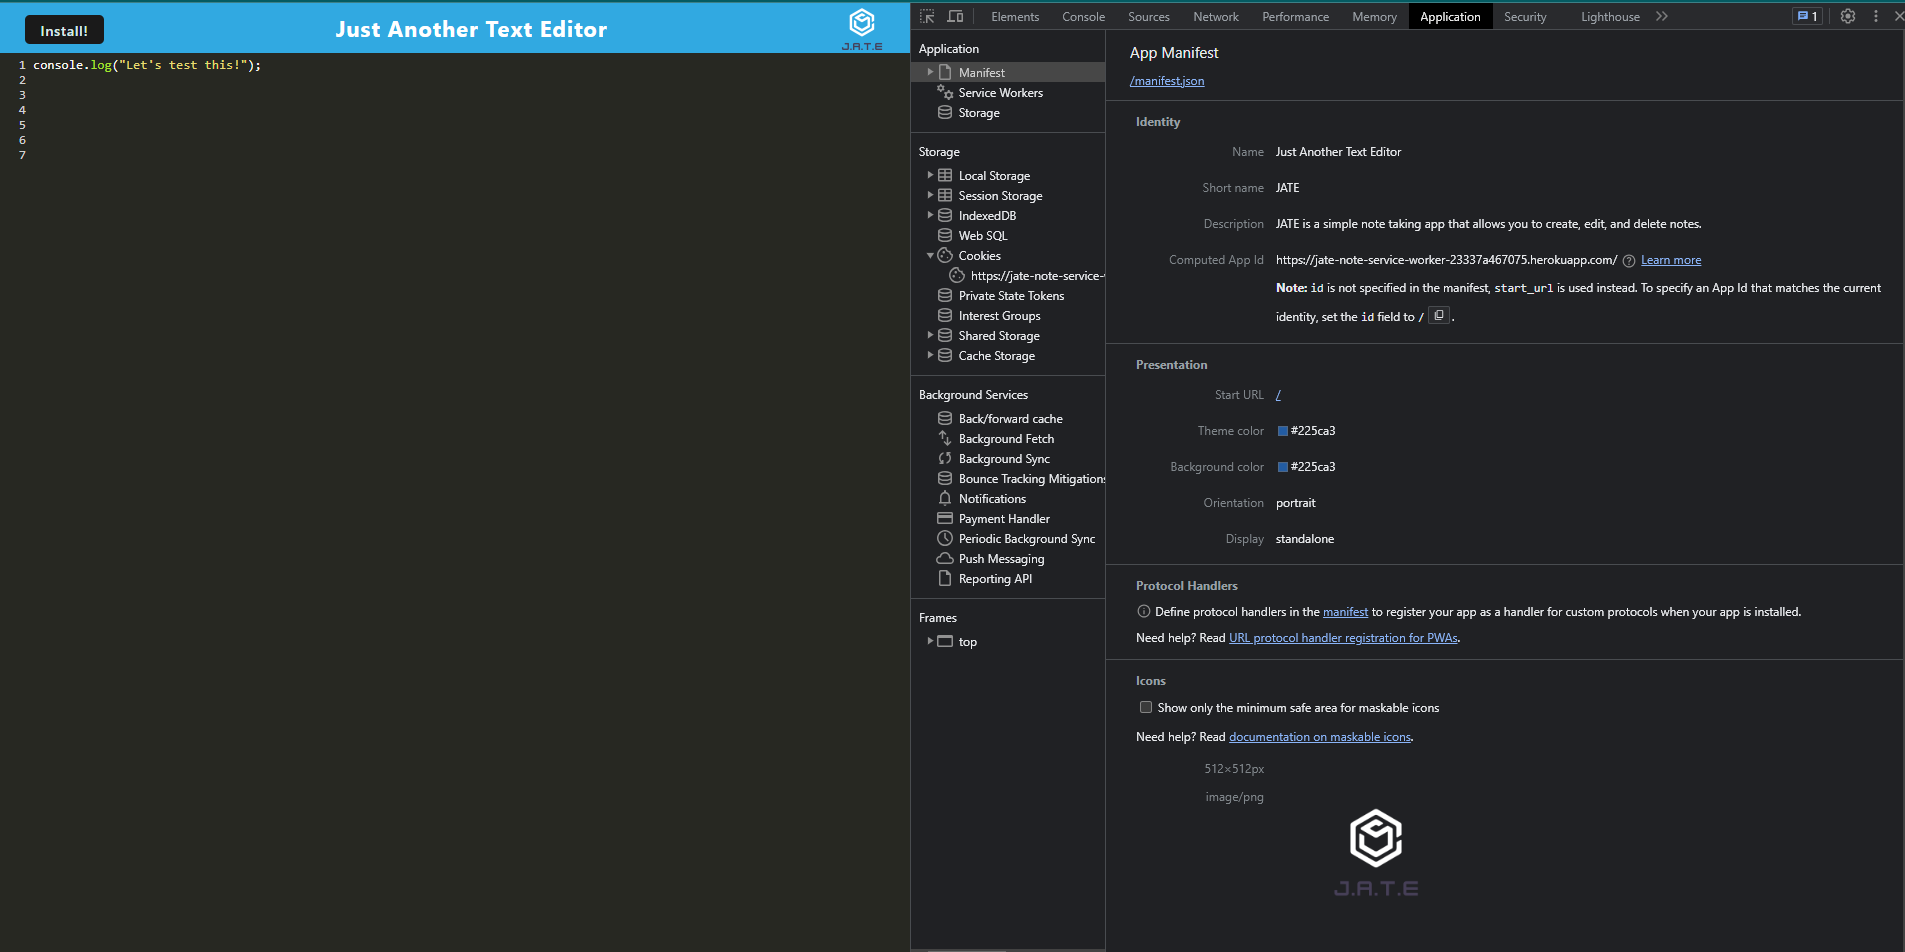 Install!
Just Another Text Editor
J.A.T.E
1 console.log("Let's test this!");
2
3
4
5
6
7
Elements Console Sources Network Performance Memory Application Security Lighthouse
1
Application
Manifest
Service Workers
Storage
Storage
Local Storage
Session Storage
IndexedDB
Web SQL
Cookies
https://jate-note-service-
Private State Tokens
Interest Groups
Shared Storage
Cache Storage
Background Services
Back/forward cache
Background Fetch
Background Sync
Bounce Tracking Mitigations
Notifications
Payment Handler
Periodic Background Sync
Push Messaging
Reporting API
Frames
top
App Manifest
/manifest.json
Identity
Name Just Another Text Editor
Short name JATE
Description JATE is a simple note taking app that allows you to create, edit, and delete notes.
Computed App Id https://jate-note-service-worker-23337a467075.herokuapp.com/ Learn more
Note: id is not specified in the manifest, start_url is used instead. To specify an App Id that matches the current
identity, set the id field to / .
Presentation
Start URL /
Theme color #225ca3
Background color #225ca3
Orientation portrait
Display standalone
Protocol Handlers
Define protocol handlers in the manifest to register your app as a handler for custom protocols when your app is installed.
Need help? Read URL protocol handler registration for PWAs.
Icons
Show only the minimum safe area for maskable icons
Need help? Read documentation on maskable icons.
512×512px
image/png
J.A.T.E